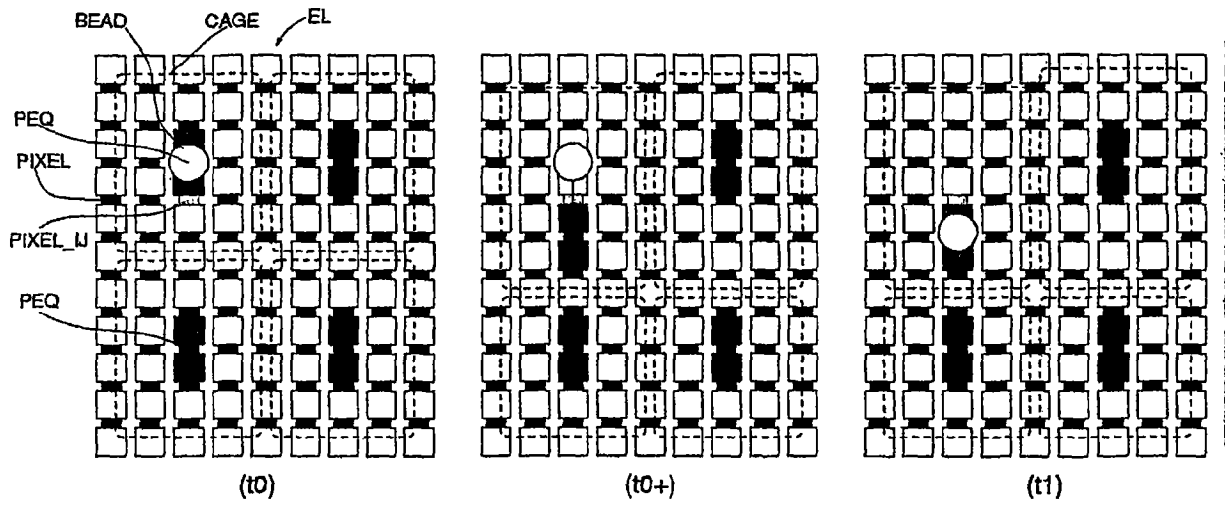 BEAD
CAGE
EL
PEQ
PIXEL
PIXEL_IJ
PEQ
(t0)
(t0+)
(t1)